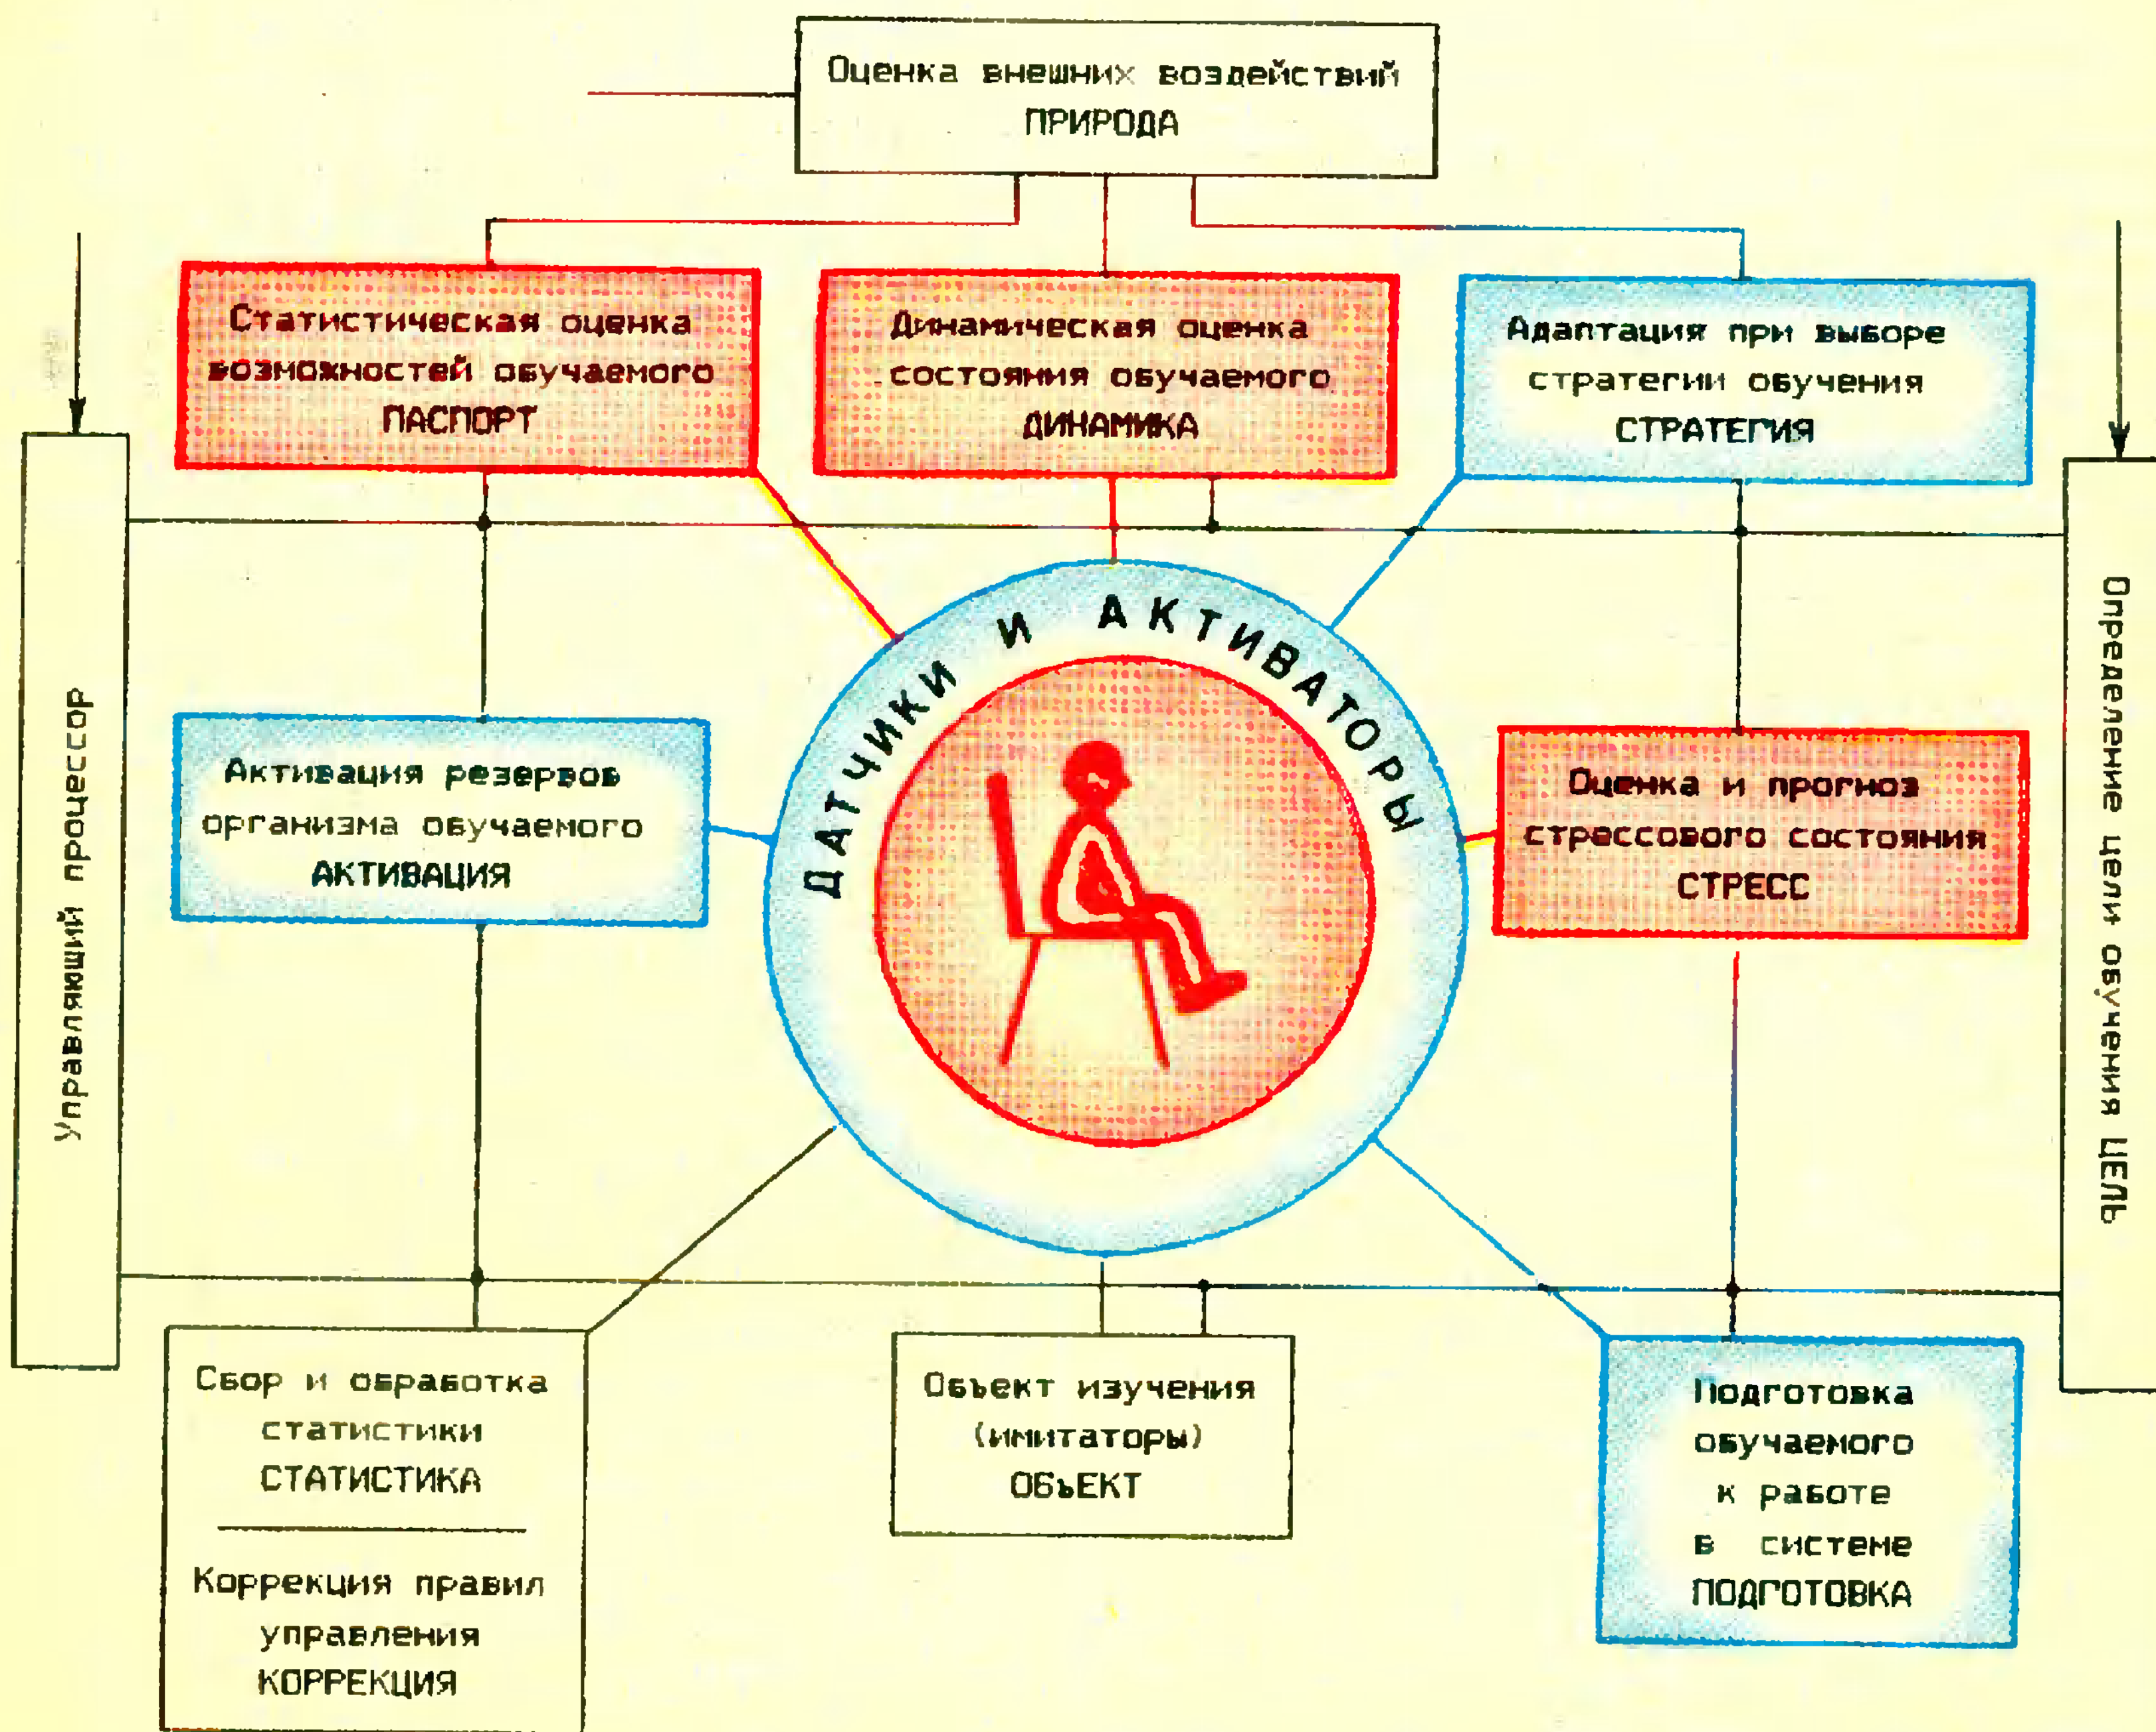 Оценка внешних воздействий
ПРИРОДА
Статистическая оценка
возможностей обучаемого
ПАСПОРТ
Динамическая оценка
состояния обучаемого
ДИНАМИКА
Адаптация при выборе
стратегии обучения
СТРАТЕГИЯ
Управляющий процессор
ДАТЧИКИ И АКТИВАТОРЫ
Определение цели обучения ЦЕЛЬ
Активация резервов
организма обучаемого
АКТИВАЦИЯ
Оценка и прогноз
стрессового состояния
СТРЕСС
Сбор и обработка
статистики
СТАТИСТИКА
Коррекция правил
управления
КОРРЕКЦИЯ
Объект изучения
(имитаторы)
ОБЪЕКТ
Подготовка
обучаемого
к работе
в системе
ПОДГОТОВКА